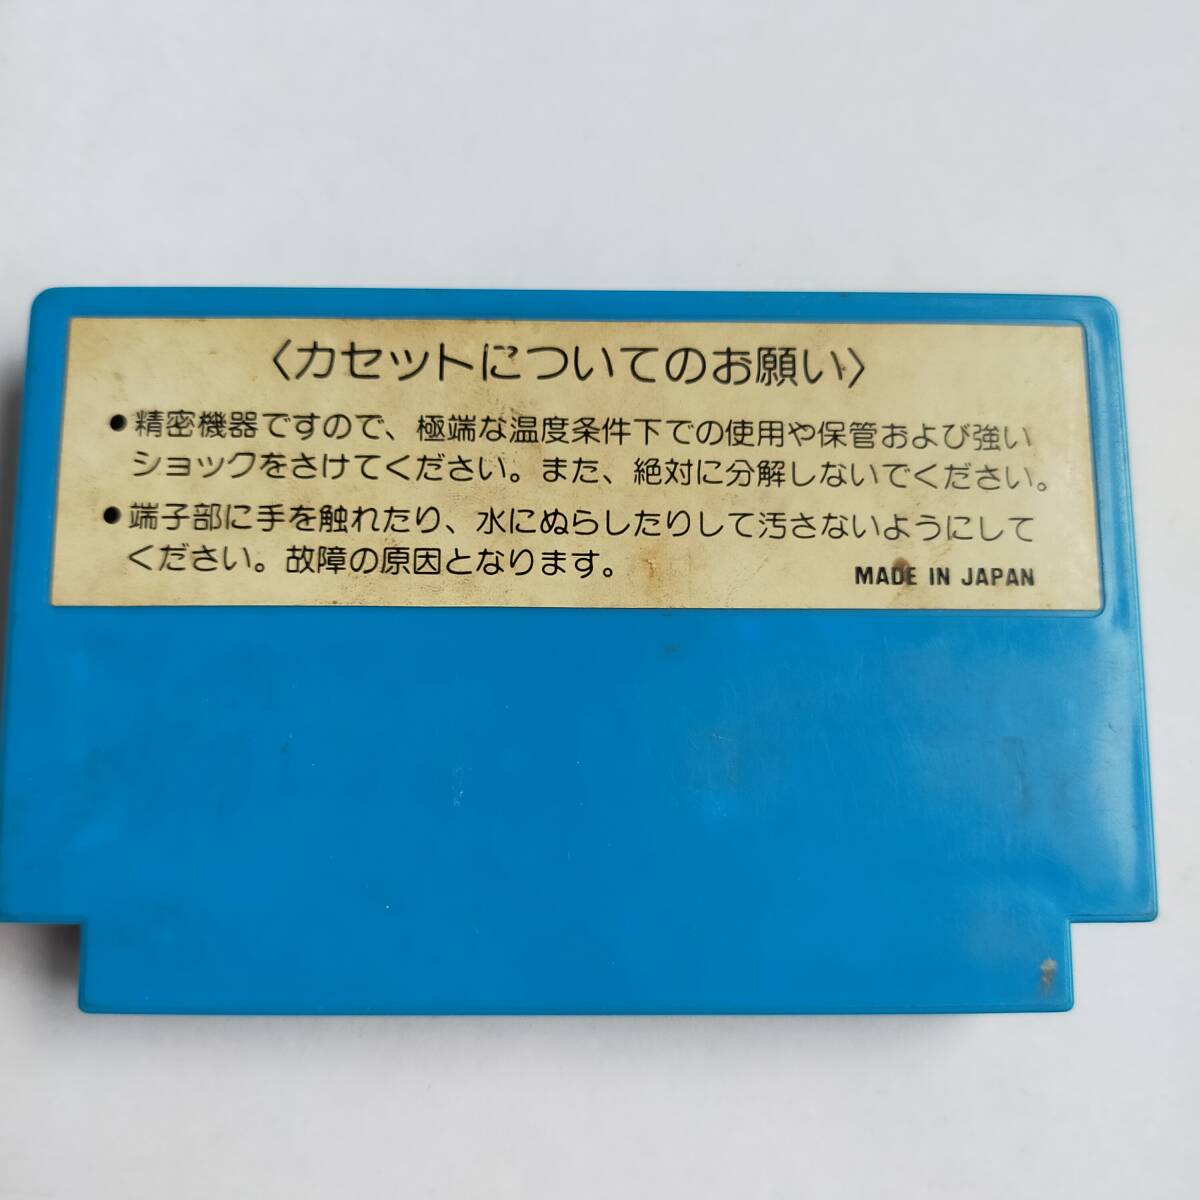 〈カセットについてのお願い〉
●精密機器ですので、極端な温度条件下での使用や保管および強い
ショックをさけてください。また、絶対に分解しないでください。
●端子部に手を触れたり、水にぬらしたりして汚さないようにして
ください。故障の原因となります。
MADE IN JAPAN